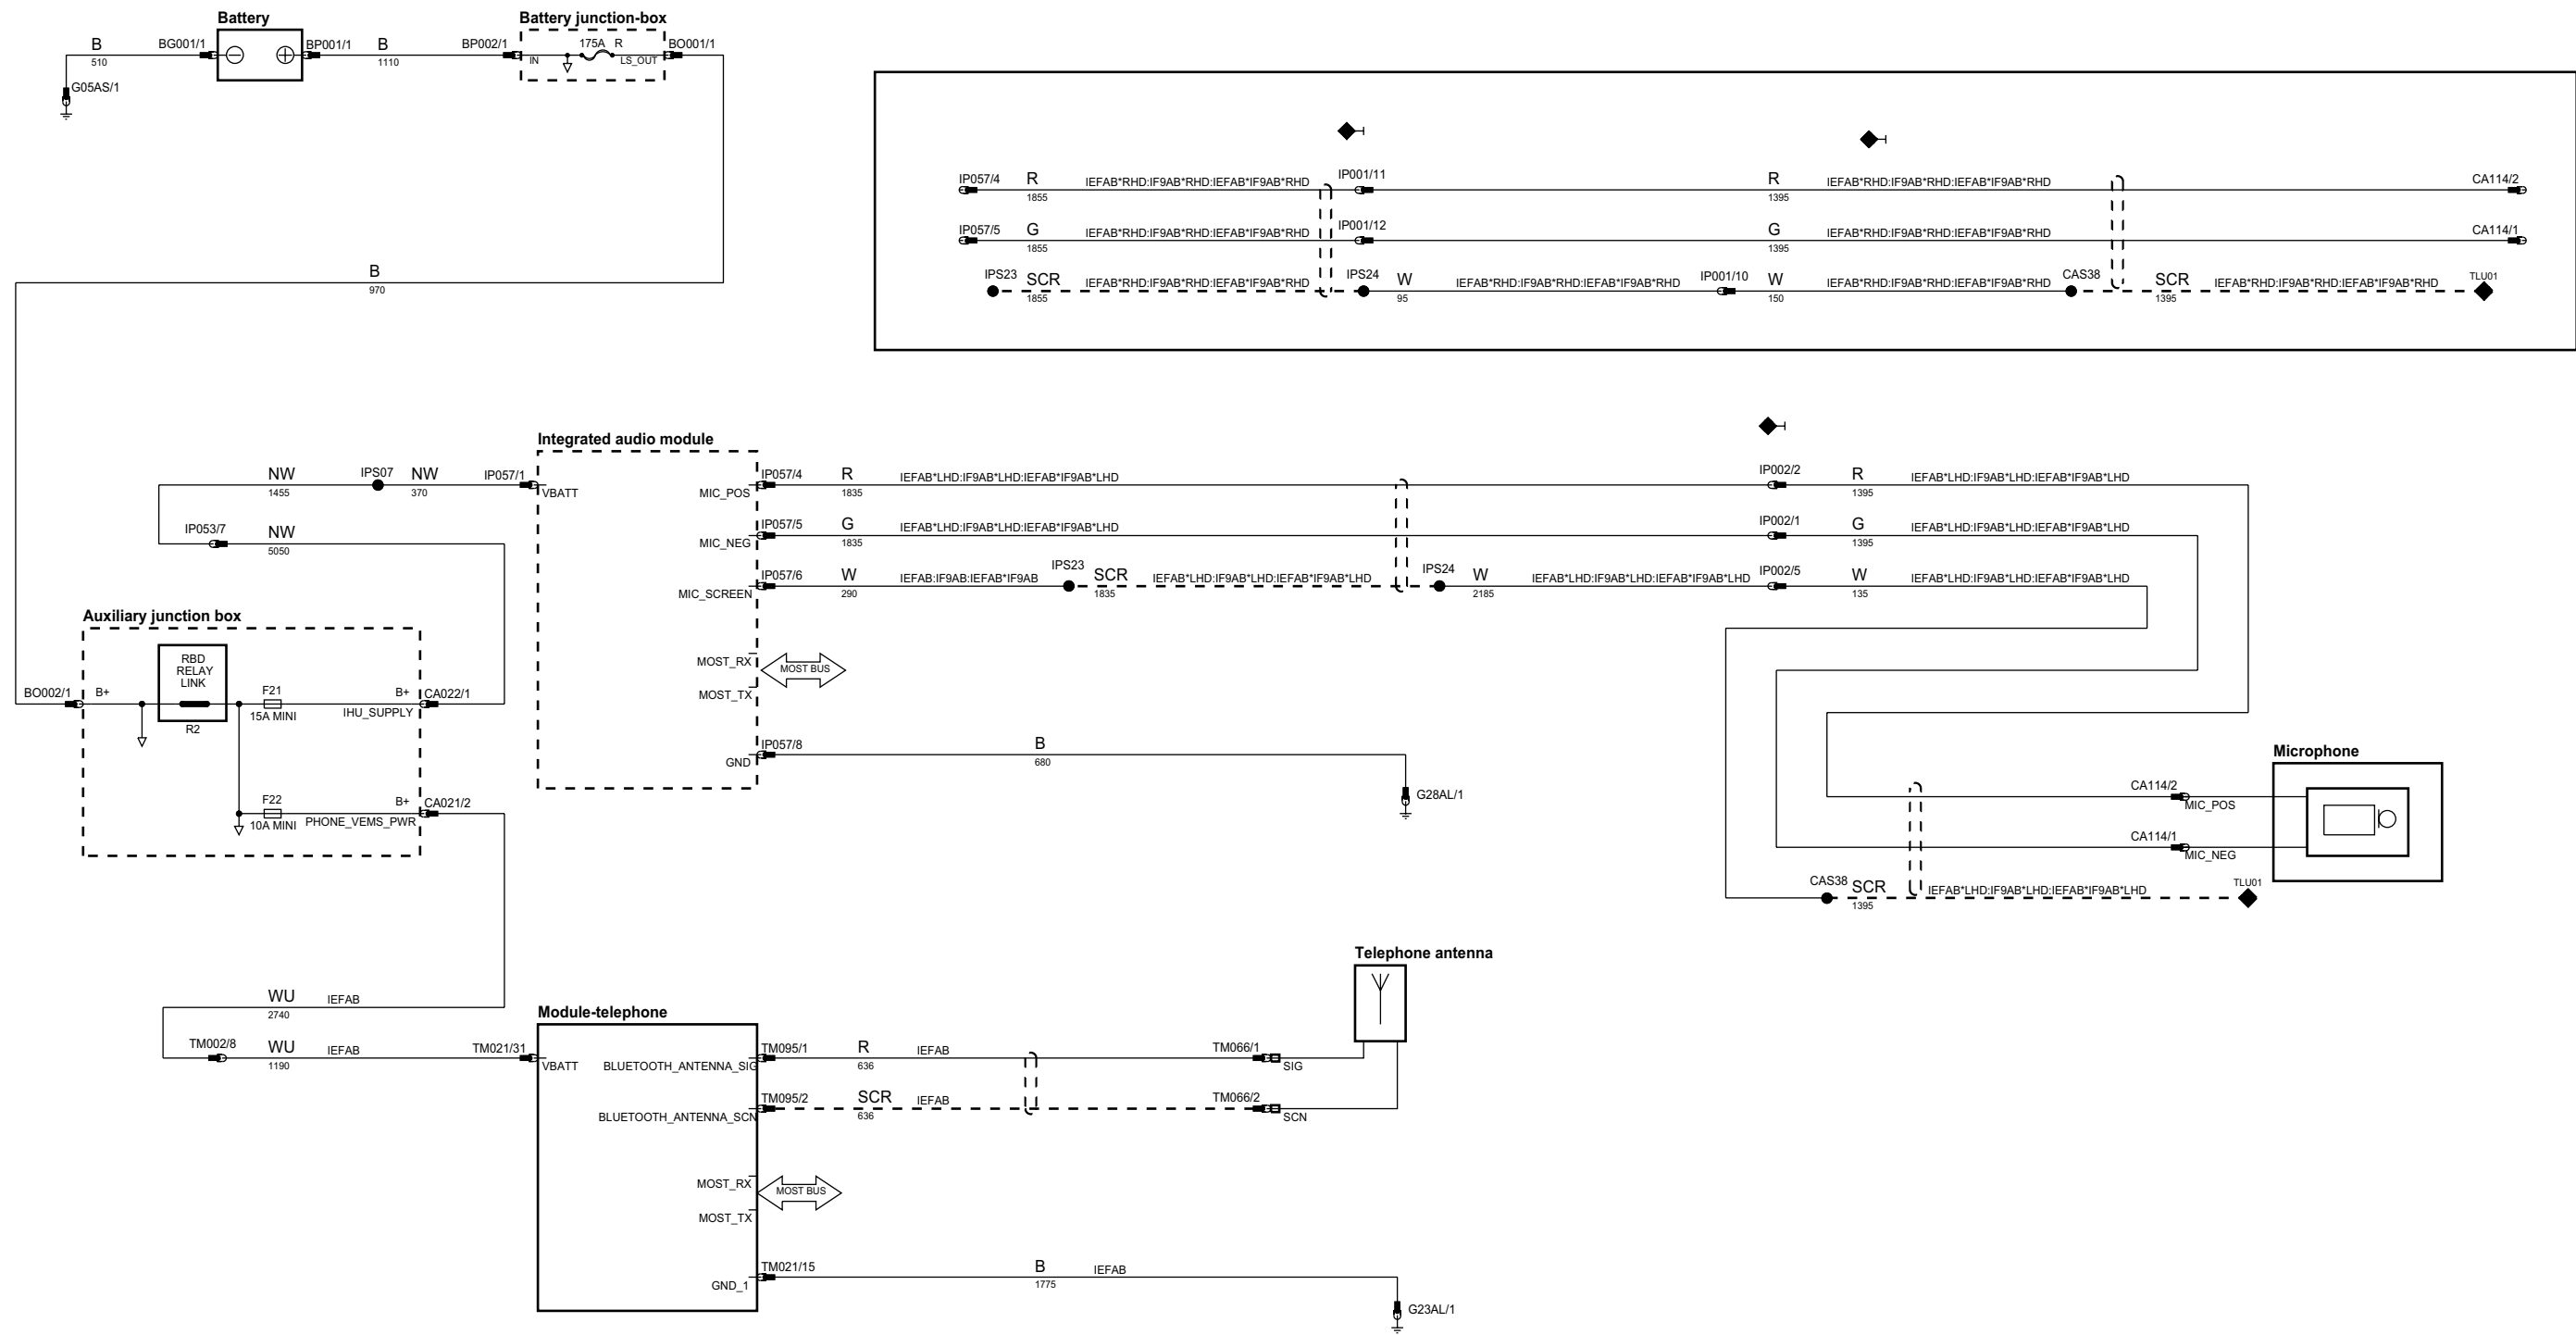 Battery
Battery junction-box
B
510
BG001/1
BP001/1
B
1110
BP002/1
175A R
BO001/1
IN
LS_OUT
G05AS/1
IP057/4
R
1855
IEFAB*RHD:IF9AB*RHD:IEFAB*IF9AB*RHD
IP001/11
R
1395
IEFAB*RHD:IF9AB*RHD:IEFAB*IF9AB*RHD
CA114/2
IP057/5
G
1855
IEFAB*RHD:IF9AB*RHD:IEFAB*IF9AB*RHD
IP001/12
G
1395
IEFAB*RHD:IF9AB*RHD:IEFAB*IF9AB*RHD
CA114/1
IPS23
SCR
1855
IEFAB*RHD:IF9AB*RHD:IEFAB*IF9AB*RHD
IPS24
W
95
IEFAB*RHD:IF9AB*RHD:IEFAB*IF9AB*RHD
IP001/10
W
150
IEFAB*RHD:IF9AB*RHD:IEFAB*IF9AB*RHD
CAS38
SCR
1395
IEFAB*RHD:IF9AB*RHD:IEFAB*IF9AB*RHD
TLU01
B
970
Integrated audio module
NW
1455
IPS07
NW
370
IP057/1
VBATT
IP053/7
NW
5050
IP057/4
MIC_POS
R
1835
IEFAB*LHD:IF9AB*LHD:IEFAB*IF9AB*LHD
IP002/2
R
1395
IEFAB*LHD:IF9AB*LHD:IEFAB*IF9AB*LHD
IP057/5
MIC_NEG
G
1835
IEFAB*LHD:IF9AB*LHD:IEFAB*IF9AB*LHD
IP002/1
G
1395
IEFAB*LHD:IF9AB*LHD:IEFAB*IF9AB*LHD
IP057/6
MIC_SCREEN
W
290
IEFAB:IF9AB:IEFAB*IF9AB
IPS23
SCR
1835
IEFAB*LHD:IF9AB*LHD:IEFAB*IF9AB*LHD
IPS24
W
2185
IEFAB*LHD:IF9AB*LHD:IEFAB*IF9AB*LHD
IP002/5
W
135
IEFAB*LHD:IF9AB*LHD:IEFAB*IF9AB*LHD
MOST_RX
MOST BUS
MOST_TX
IP057/8
GND
B
680
G28AL/1
Auxiliary junction box
RBD
RELAY
LINK
R2
BO002/1
B+
F21
15A MINI
B+
IHU_SUPPLY
CA022/1
F22
10A MINI
B+
PHONE_VEMS_PWR
CA021/2
Microphone
CA114/2
MIC_POS
CA114/1
MIC_NEG
CAS38
SCR
1395
IEFAB*LHD:IF9AB*LHD:IEFAB*IF9AB*LHD
TLU01
Telephone antenna
WU
2740
IEFAB
Module-telephone
TM002/8
WU
1190
IEFAB
TM021/31
VBATT
TM095/1
BLUETOOTH_ANTENNA_SIG
R
636
IEFAB
TM066/1
SIG
TM095/2
BLUETOOTH_ANTENNA_SCN
SCR
636
IEFAB
TM066/2
SCN
MOST_RX
MOST BUS
MOST_TX
TM021/15
GND_1
B
1775
IEFAB
G23AL/1